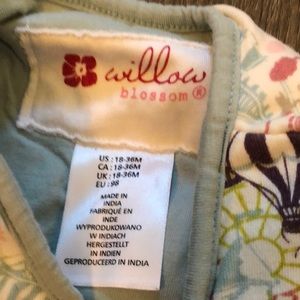 willow
blossom®
US : 18-36M
CA : 18-36M
UK : 18-36M
EU : 98
MADE IN
INDIA
FABRIQUÉ EN
INDE
WYPRODUKOWANO
W INDIACH
HERGESTELLT
IN INDIEN
GEPRODUCEERD IN INDIA